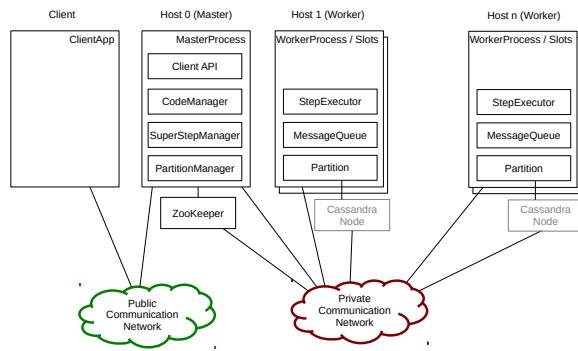 Client
Host 0 (Master)
Host 1 (Worker)
Host n (Worker)
ClientApp
MasterProcess
WorkerProcess / Slots
WorkerProcess / Slots
Client API
CodeManager
StepExecutor
StepExecutor
SuperStepManager
MessageQueue
MessageQueue
PartitionManager
Partition
Partition
ZooKeeper
Cassandra
Node
Cassandra
Node
Public
Communication
Network
Private
Communication
Network